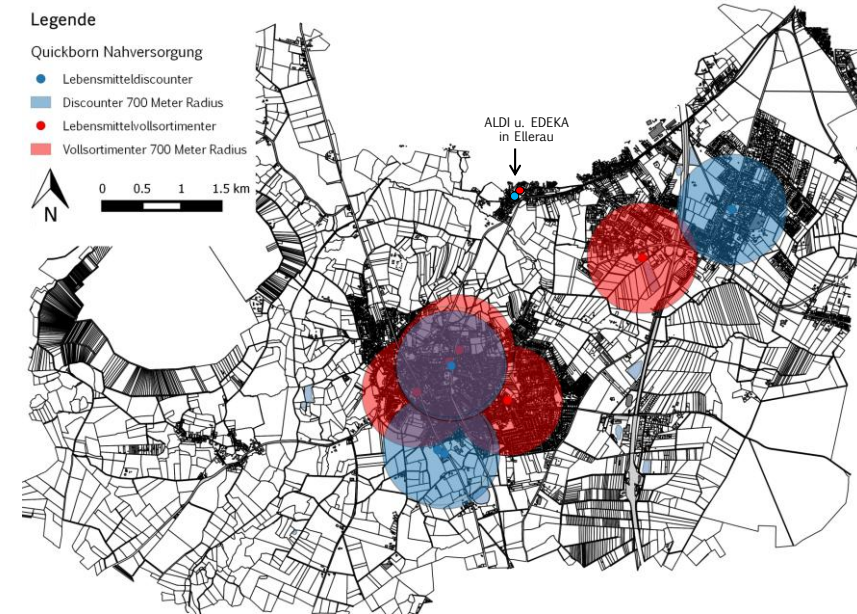 Legende
Quickborn Nahversorgung
Lebensmitteldiscounter
Discounter 700 Meter Radius
Lebensmittelvollsortimenter
Vollsortimenter 700 Meter Radius
N
0 0.5 1 1.5 km
ALDI u. EDEKA
in Ellerau